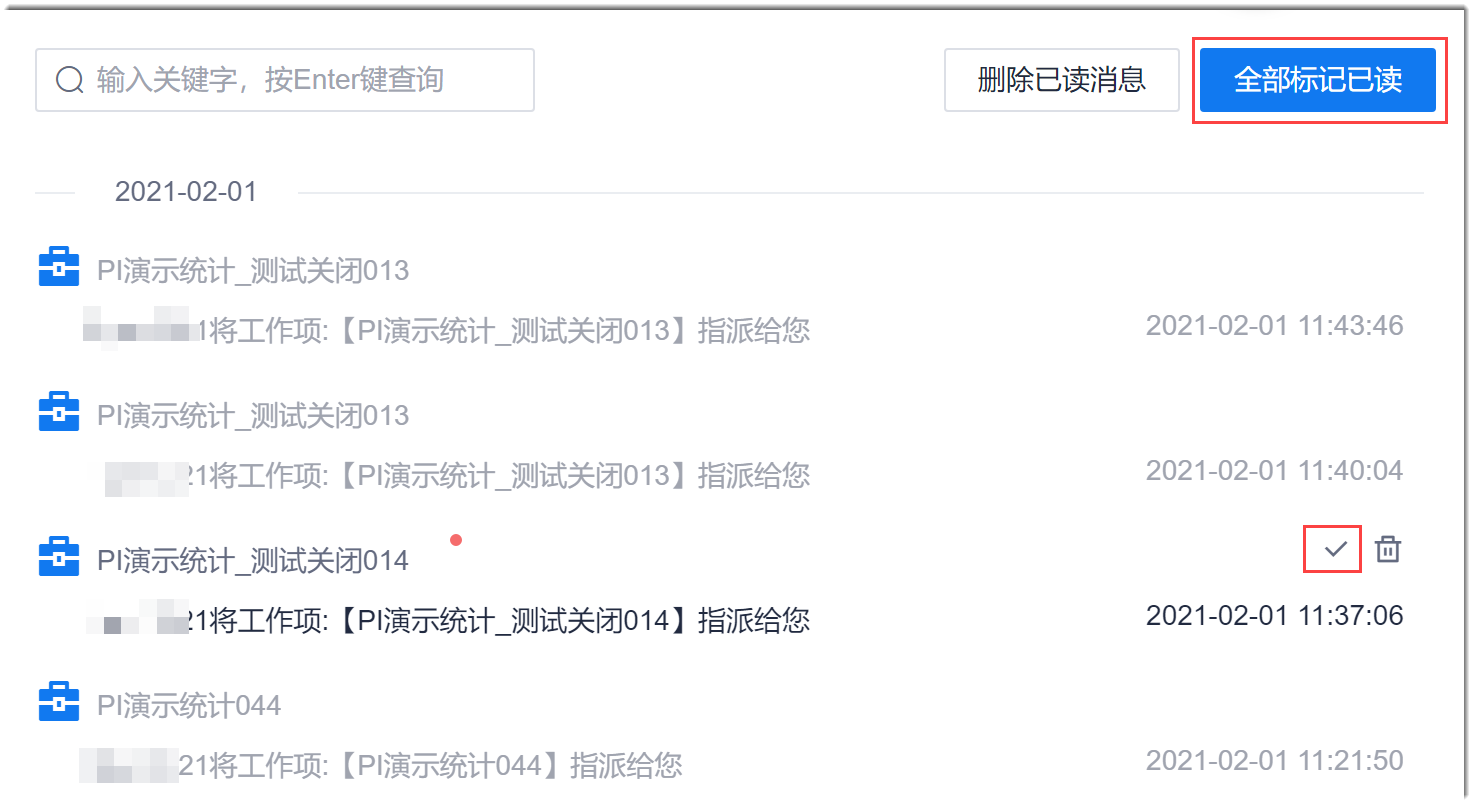 输入关键字，按Enter键查询
删除已读消息
全部标记已读
2021-02-01
PI演示统计_测试关闭013
1将工作项:【PI演示统计_测试关闭013】指派给您
2021-02-01 11:43:46
PI演示统计_测试关闭013
21将工作项:【PI演示统计_测试关闭013】指派给您
2021-02-01 11:40:04
PI演示统计_测试关闭014
21将工作项:【PI演示统计_测试关闭014】指派给您
2021-02-01 11:37:06
PI演示统计044
21将工作项:【PI演示统计044】指派给您
2021-02-01 11:21:50